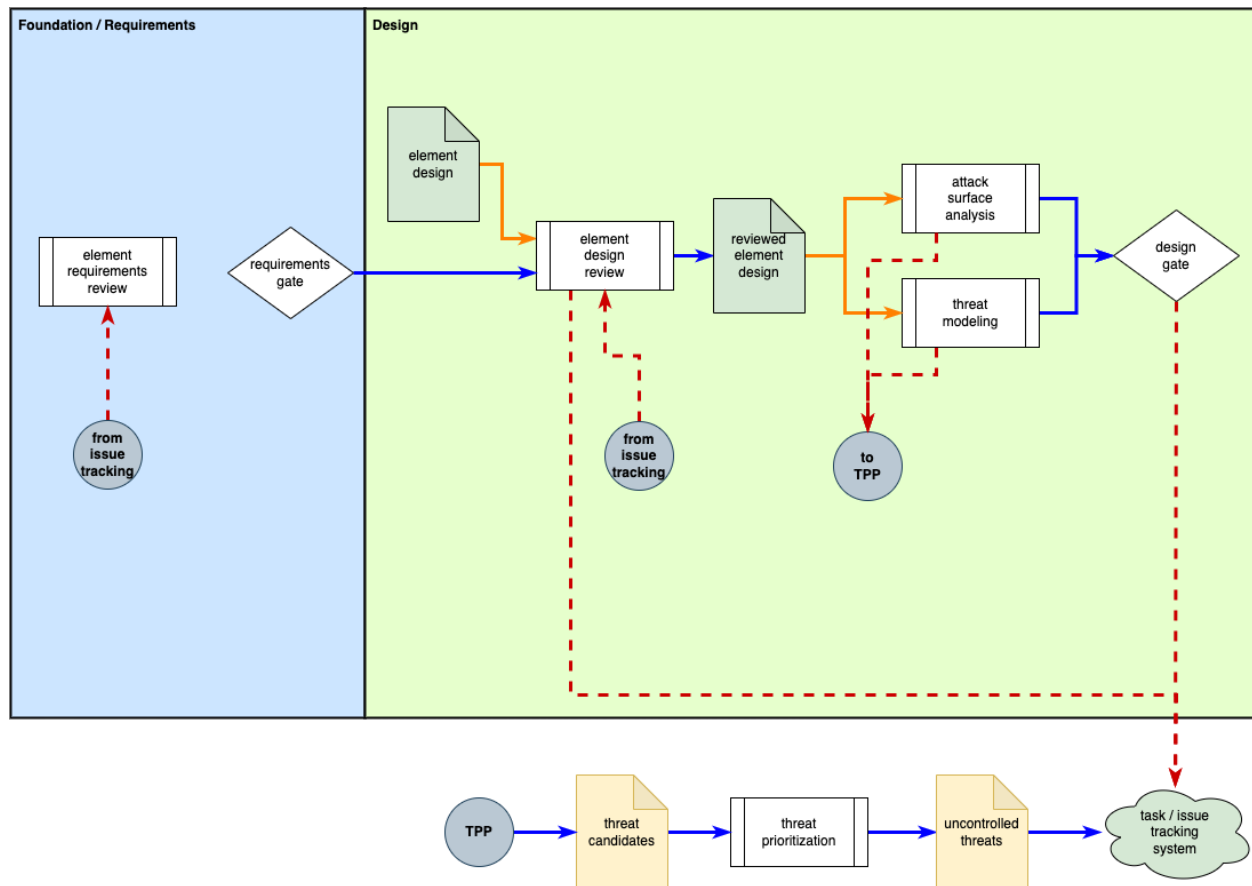 Foundation / Requirements
Design
element
design
element
requirements
review
requirements
gate
element
design
review
reviewed
element
design
attack
surface
analysis
threat
modeling
design
gate
from
issue
tracking
from
issue
tracking
to
TPP
TPP
threat
candidates
threat
prioritization
uncontrolled
threats
task / issue
tracking
system